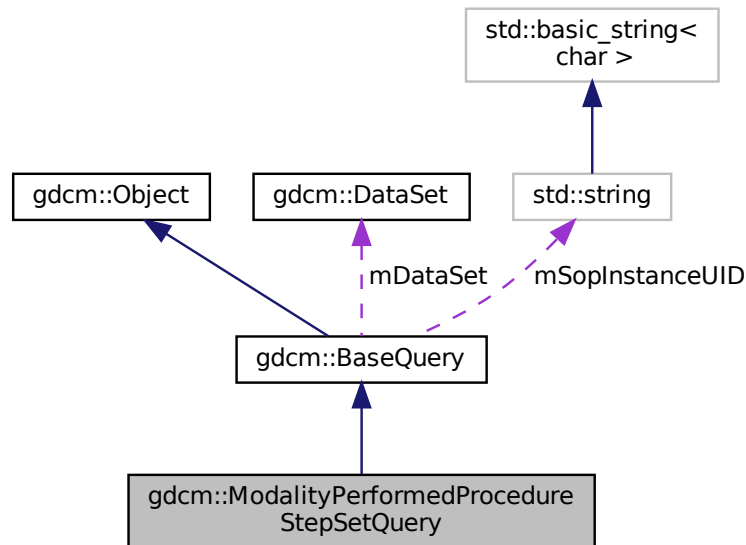 std::basic_string<
char >
gdcm::Object
gdcm::DataSet
std::string
mDataSet
mSopInstanceUID
gdcm::BaseQuery
gdcm::ModalityPerformedProcedure
StepSetQuery